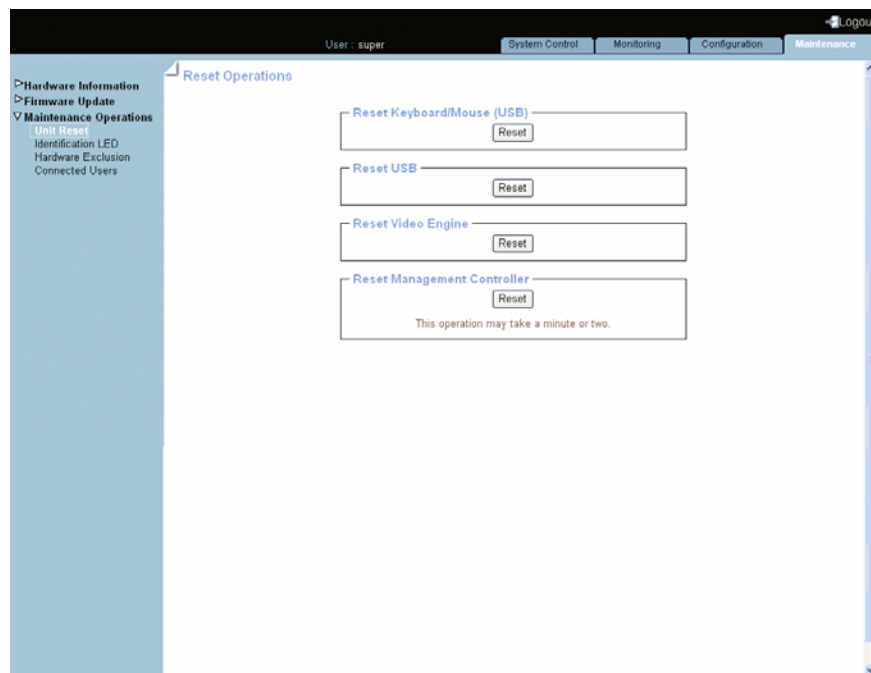 Logou
User : super
System Control
Monitoring
Configuration
Maintenance
Hardware Information
Firmware Update
Maintenance Operations
Unit Reset
Identification LED
Hardware Exclusion
Connected Users
Reset Operations
Reset Keyboard/Mouse (USB)
Reset
Reset USB
Reset
Reset Video Engine
Reset
Reset Management Controller
Reset
This operation may take a minute or two.